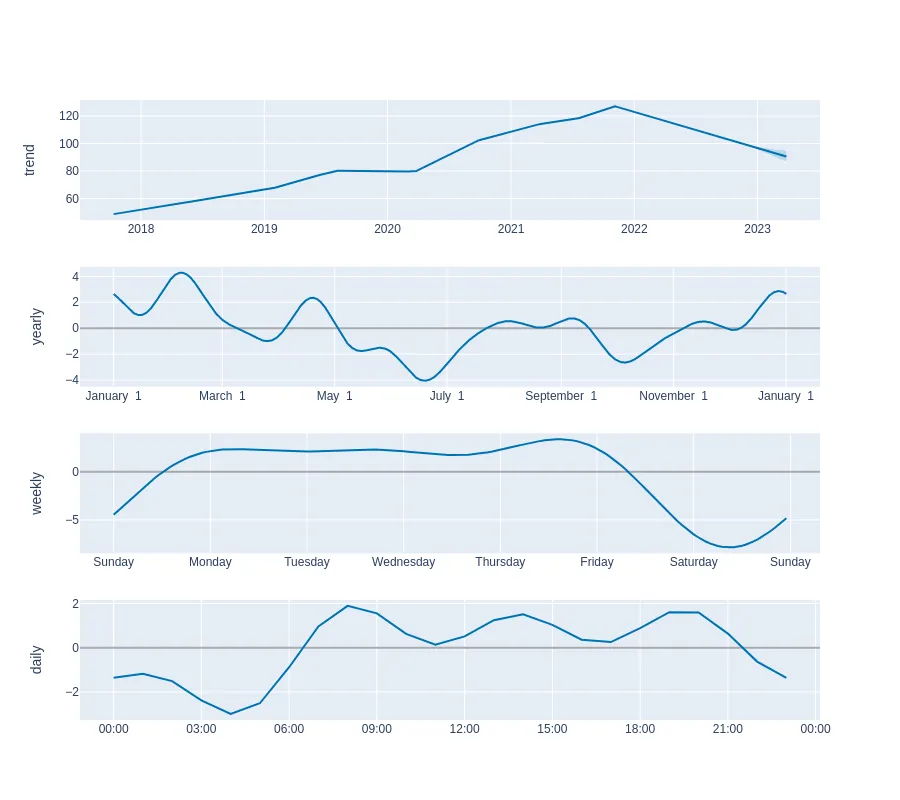 trend
120
100
80
60
2018 2019 2020 2021 2022 2023
yearly
4
2
0
−2
−4
January 1 March 1 May 1 July 1 September 1 November 1 January 1
weekly
0
−5
Sunday Monday Tuesday Wednesday Thursday Friday Saturday Sunday
daily
2
0
−2
00:00 03:00 06:00 09:00 12:00 15:00 18:00 21:00 00:00